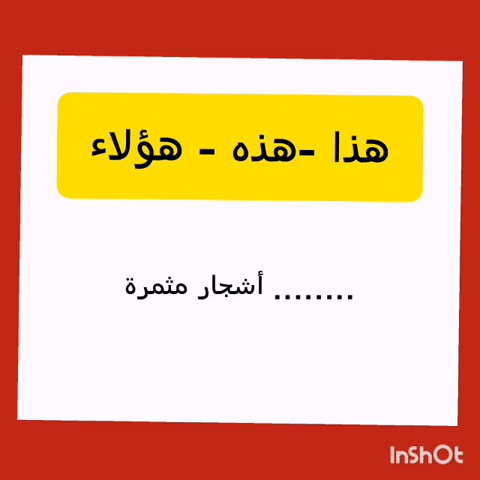 هذا -هذه - هؤلاء
........ أشجار مثمرة
InShOt